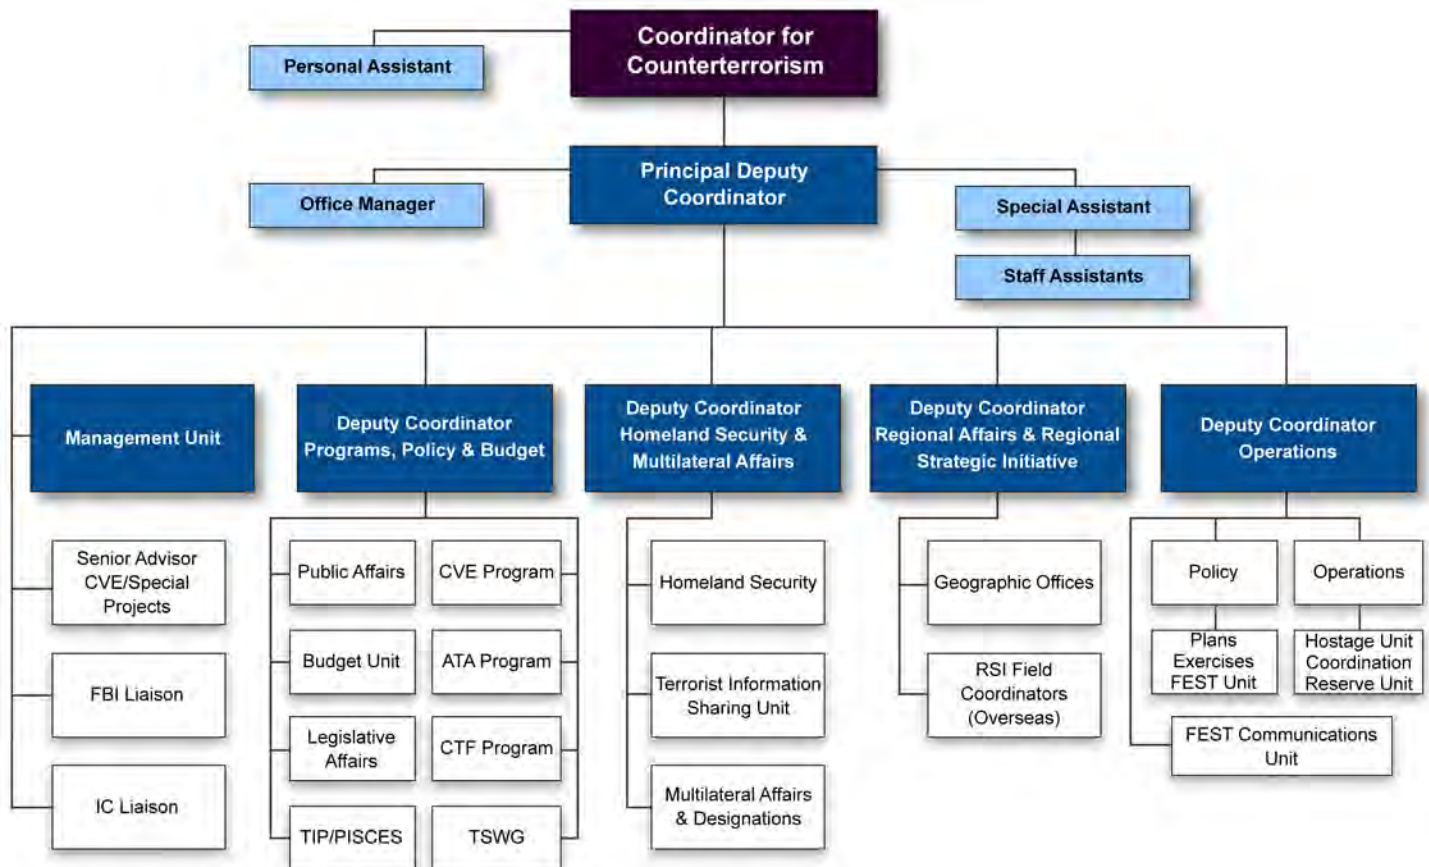 Coordinator for
Counterterrorism
Personal Assistant
Principal Deputy
Coordinator
Office Manager
Special Assistant
Staff Assistants
Management Unit
Deputy Coordinator
Programs, Policy & Budget
Deputy Coordinator
Homeland Security &
Multilateral Affairs
Deputy Coordinator
Regional Affairs & Regional
Strategic Initiative
Deputy Coordinator
Operations
Senior Advisor
CVE/Special
Projects
FBI Liaison
IC Liaison
Public Affairs
CVE Program
Budget Unit
ATA Program
Legislative
Affairs
CTF Program
TIP/PISCES
TSWG
Homeland Security
Terrorist Information
Sharing Unit
Multilateral Affairs
& Designations
Geographic Offices
RSI Field
Coordinators
(Overseas)
Policy
Operations
Plans
Exercises
FEST Unit
Hostage Unit
Coordination
Reserve Unit
FEST Communications
Unit